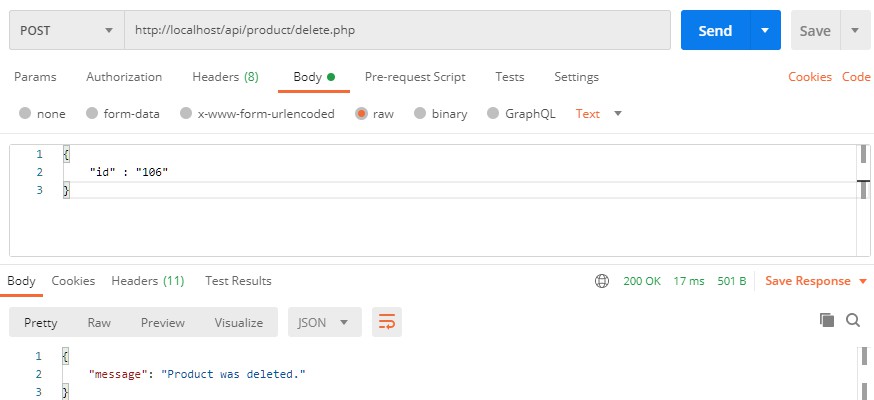 POST http://localhost/api/product/delete.php Send Save
Params Authorization Headers (8) Body Pre-request Script Tests Settings Cookies Code
none form-data x-www-form-urlencoded raw binary GraphQL Text
1 {
2 "id" : "106"
3 }
Body Cookies Headers (11) Test Results 200 OK 17 ms 501 B Save Response
Pretty Raw Preview Visualize JSON
1 {
2 "message": "Product was deleted."
3 }